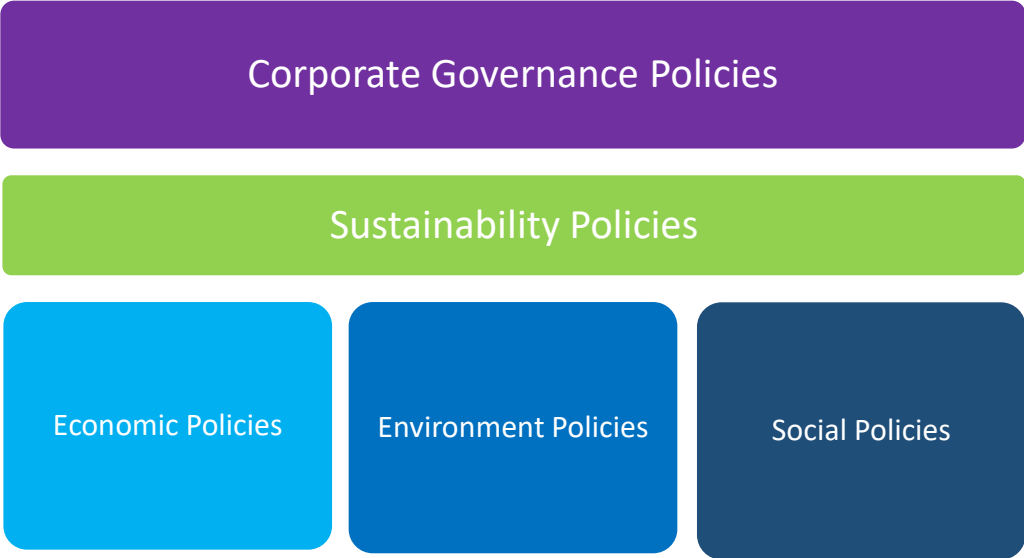 Corporate Governance Policies
Sustainability Policies
Economic Policies
Environment Policies
Social Policies